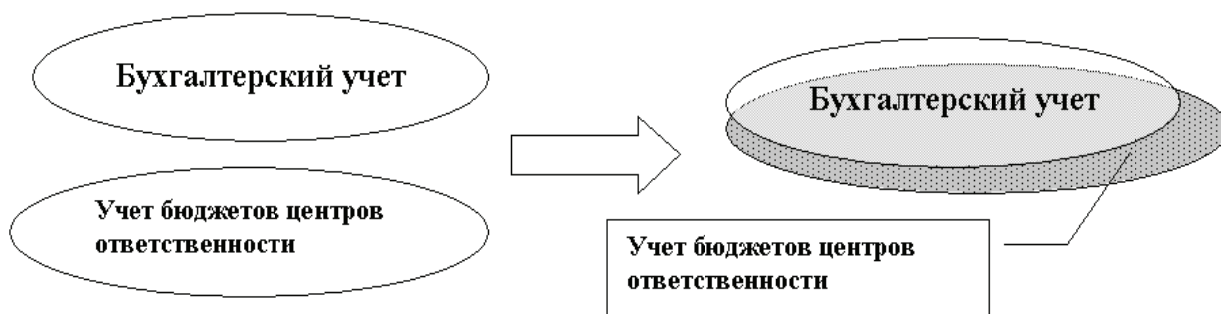 Бухгалтерский учет
Учет бюджетов центров
ответственности
Бухгалтерский учет
Учет бюджетов центров
ответственности